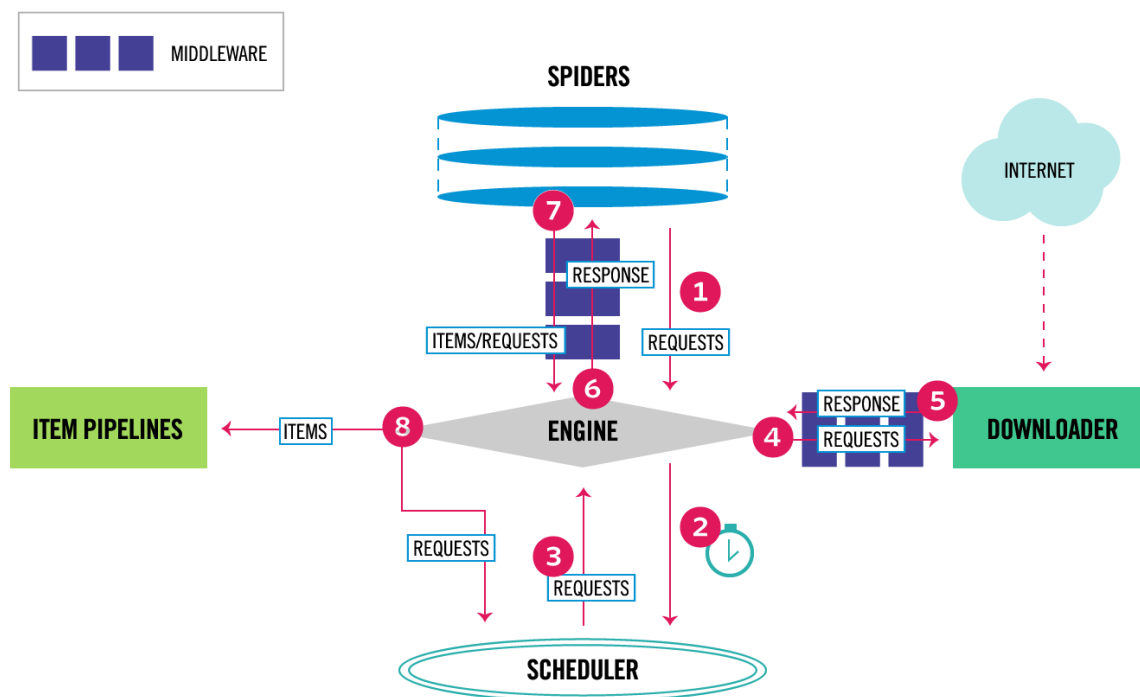 MIDDLEWARE
SPIDERS
INTERNET
7
RESPONSE
1
ITEMS/REQUESTS
REQUESTS
6
5
RESPONSE
ITEM PIPELINES
ITEMS
8
ENGINE
4
REQUESTS
DOWNLOADER
2
REQUESTS
3
REQUESTS
SCHEDULER